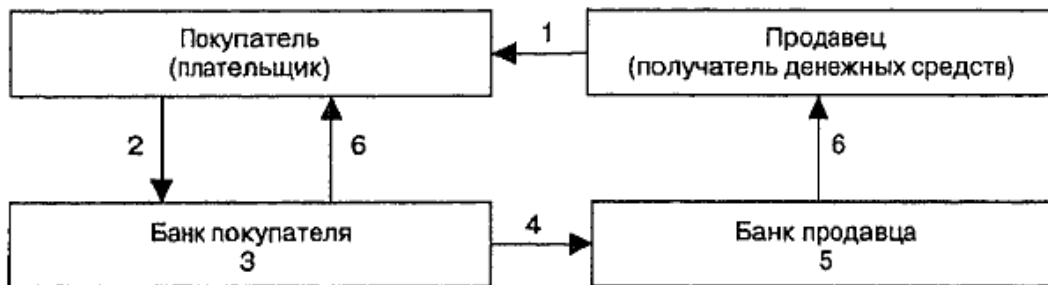 Покупатель
(плательщик)
1
Продавец
(получатель денежных средств)
2
6
6
Банк покупателя
3
4
Банк продавца
5